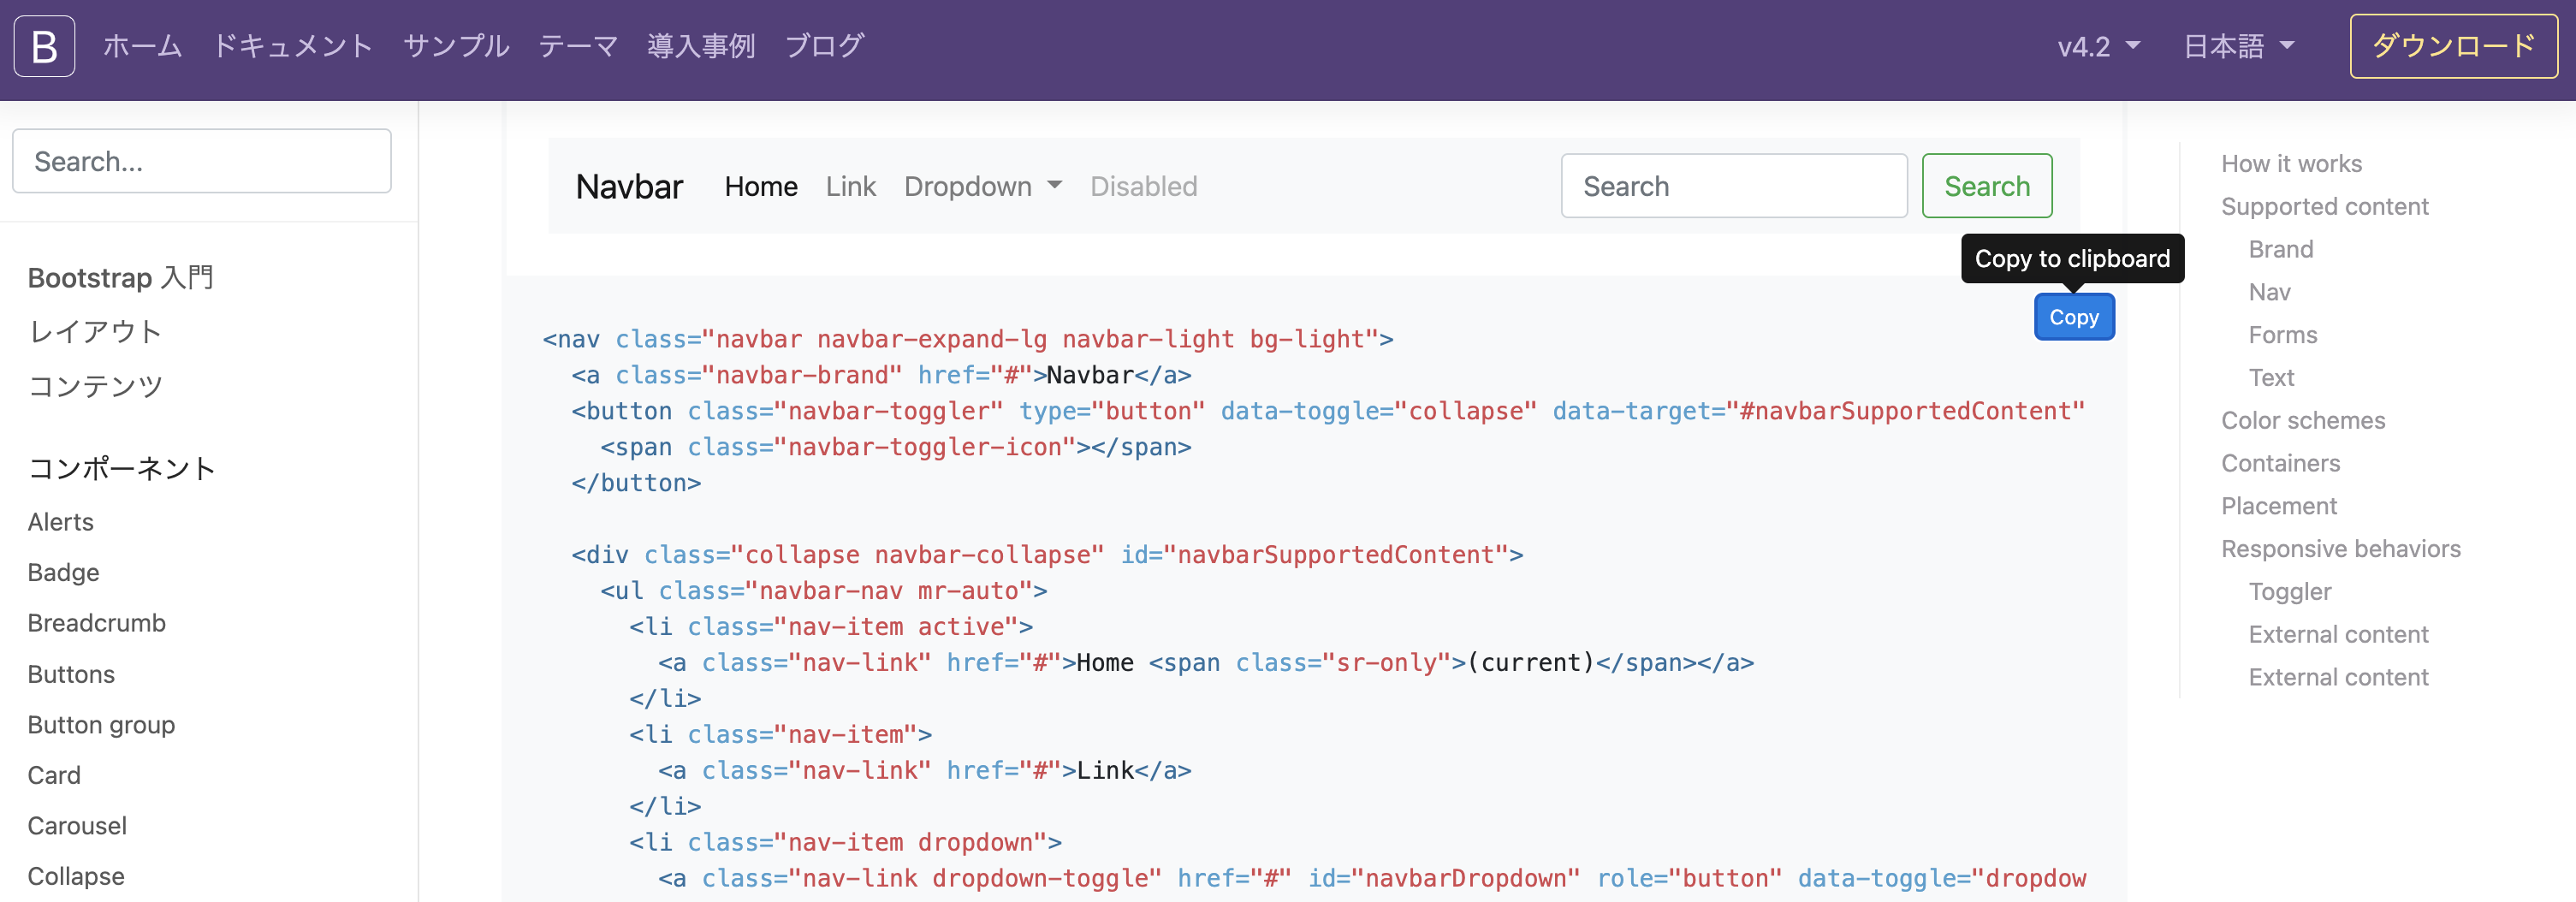 B ホーム ドキュメント サンプル テーマ 導入事例 ブログ v4.2 日本語 ダウンロード
Search...
Bootstrap 入門
レイアウト
コンテンツ
コンポーネント
Alerts
Badge
Breadcrumb
Buttons
Button group
Card
Carousel
Collapse
Navbar Home Link Dropdown Disabled Search Search
Copy to clipboard
Copy
<nav class="navbar navbar-expand-lg navbar-light bg-light">
<a class="navbar-brand" href="#">Navbar</a>
<button class="navbar-toggler" type="button" data-toggle="collapse" data-target="#navbarSupportedContent"
<span class="navbar-toggler-icon"></span>
</button>
<div class="collapse navbar-collapse" id="navbarSupportedContent">
<ul class="navbar-nav mr-auto">
<li class="nav-item active">
<a class="nav-link" href="#">Home <span class="sr-only">(current)</span></a>
</li>
<li class="nav-item">
<a class="nav-link" href="#">Link</a>
</li>
<li class="nav-item dropdown">
<a class="nav-link dropdown-toggle" href="#" id="navbarDropdown" role="button" data-toggle="dropdow
How it works
Supported content
Brand
Nav
Forms
Text
Color schemes
Containers
Placement
Responsive behaviors
Toggler
External content
External content